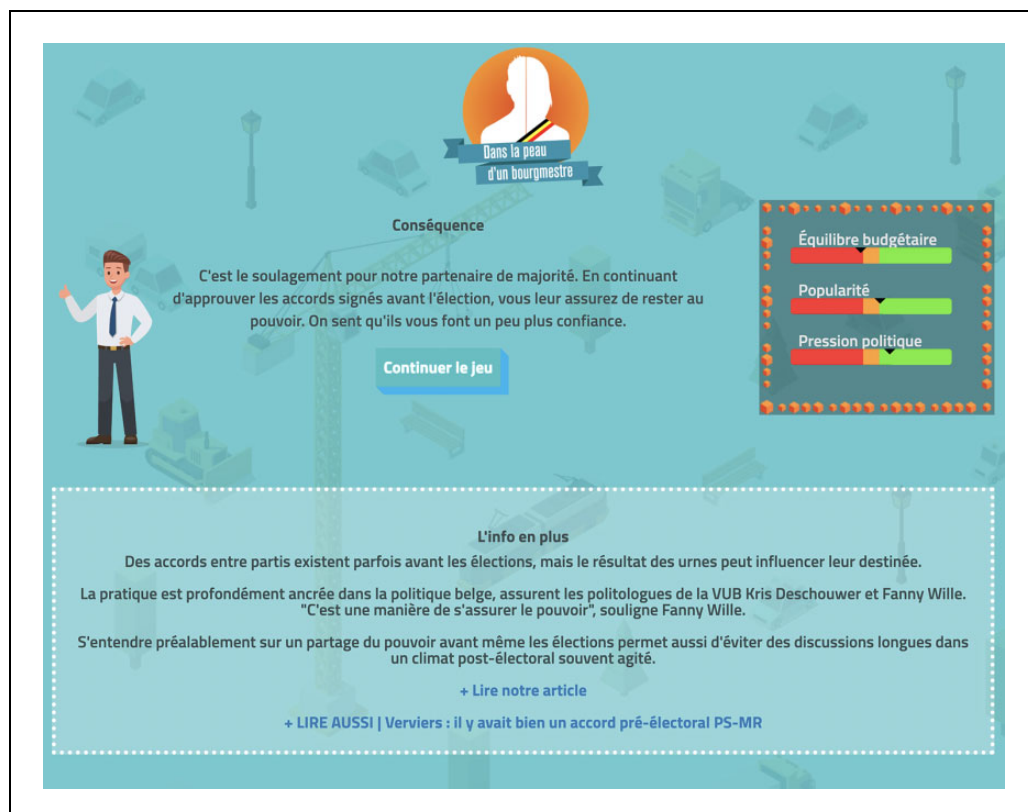 Dans la peau
d'un bourgmestre
Conséquence
C'est le soulagement pour notre partenaire de majorité. En continuant
d'approuver les accords signés avant l'élection, vous leur assurez de rester au
pouvoir. On sent qu'ils vous font un peu plus confiance.
Continuer le jeu
Équilibre budgétaire
Popularité
Pression politique
L'info en plus
Des accords entre partis existent parfois avant les élections, mais le résultat des urnes peut influencer leur destinée.
La pratique est profondément ancrée dans la politique belge, assurent les politologues de la VUB Kris Deschouwer et Fanny Wille.
"C'est une manière de s'assurer le pouvoir", souligne Fanny Wille.
S'entendre préalablement sur un partage du pouvoir avant même les élections permet aussi d'éviter des discussions longues dans
un climat post-électoral souvent agité.
+ Lire notre article
+ LIRE AUSSI | Verviers : il y avait bien un accord pré-électoral PS-MR